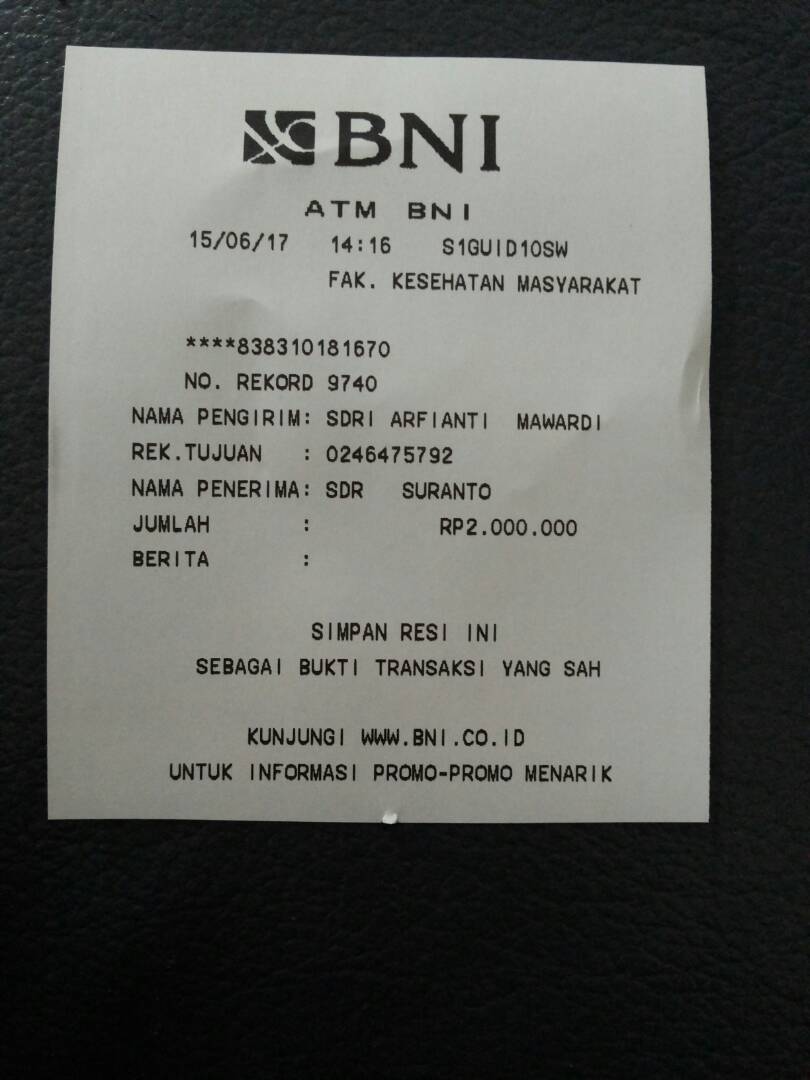 BNI
ATM BNI
15/06/17 14:16 S1GUID10SW
FAK. KESEHATAN MASYARAKAT
****838310181670
NO. REKORD 9740
NAMA PENGIRIM: SDRI ARFIANTI MAWARDI
REK.TUJUAN : 0246475792
NAMA PENERIMA: SDR SURANTO
JUMLAH : RP2.000.000
BERITA :
SIMPAN RESI INI
SEBAGAI BUKTI TRANSAKSI YANG SAH
KUNJUNGI WWW.BNI.CO.ID
UNTUK INFORMASI PROMO-PROMO MENARIK